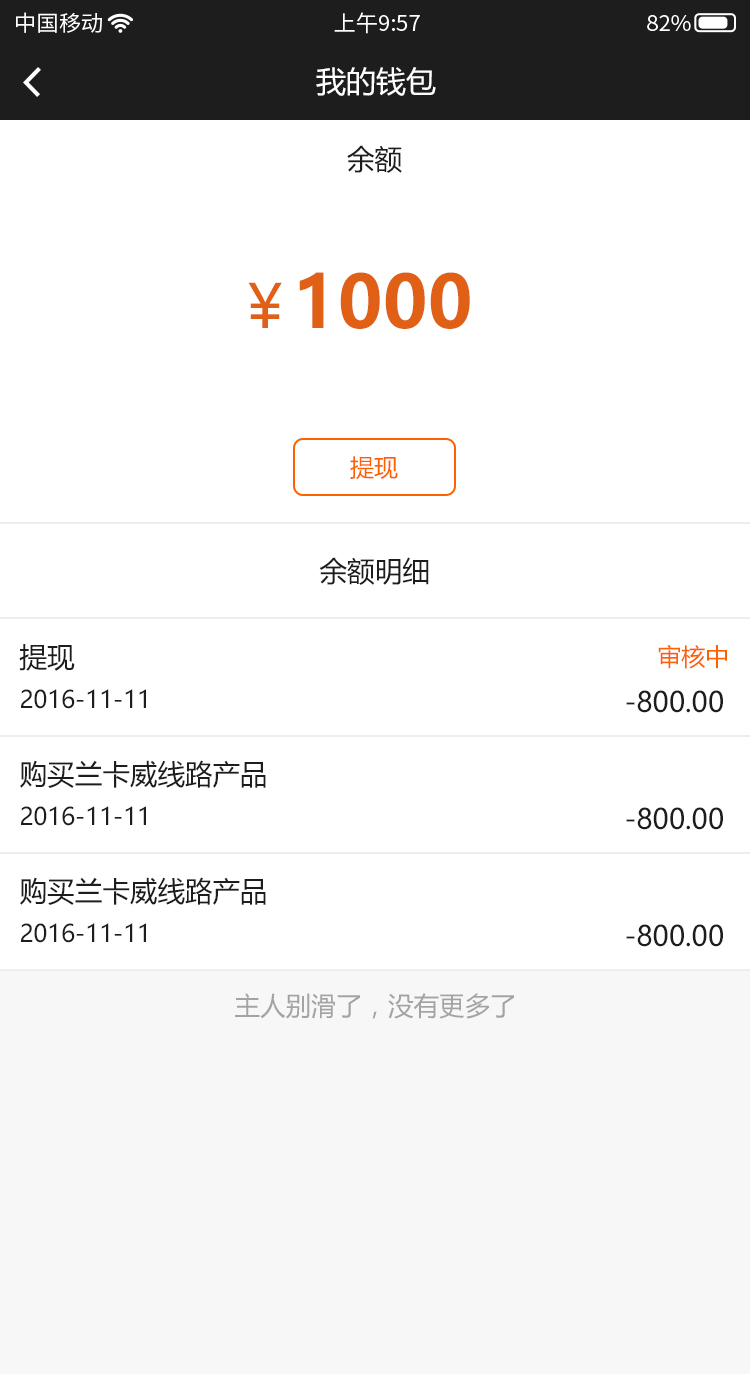 中国移动 上午9:57 82%
我的钱包
余额
¥1000
提现
余额明细
提现 审核中
2016-11-11 -800.00
购买兰卡威线路产品
2016-11-11 -800.00
购买兰卡威线路产品
2016-11-11 -800.00
主人别滑了，没有更多了